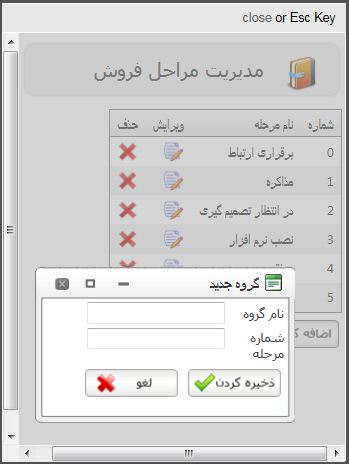 close or Esc Key
مدیریت مراحل فروش
شماره نام مرحله ویرایش حذف
0 برقراری ارتباط
1 مذاکره
2 در انتظار تصمیم گیری
3 نصب نرم افزار
4
5
اضافه
گروه جدید
نام گروه
شماره
مرحله
ذخیره کردن لغو